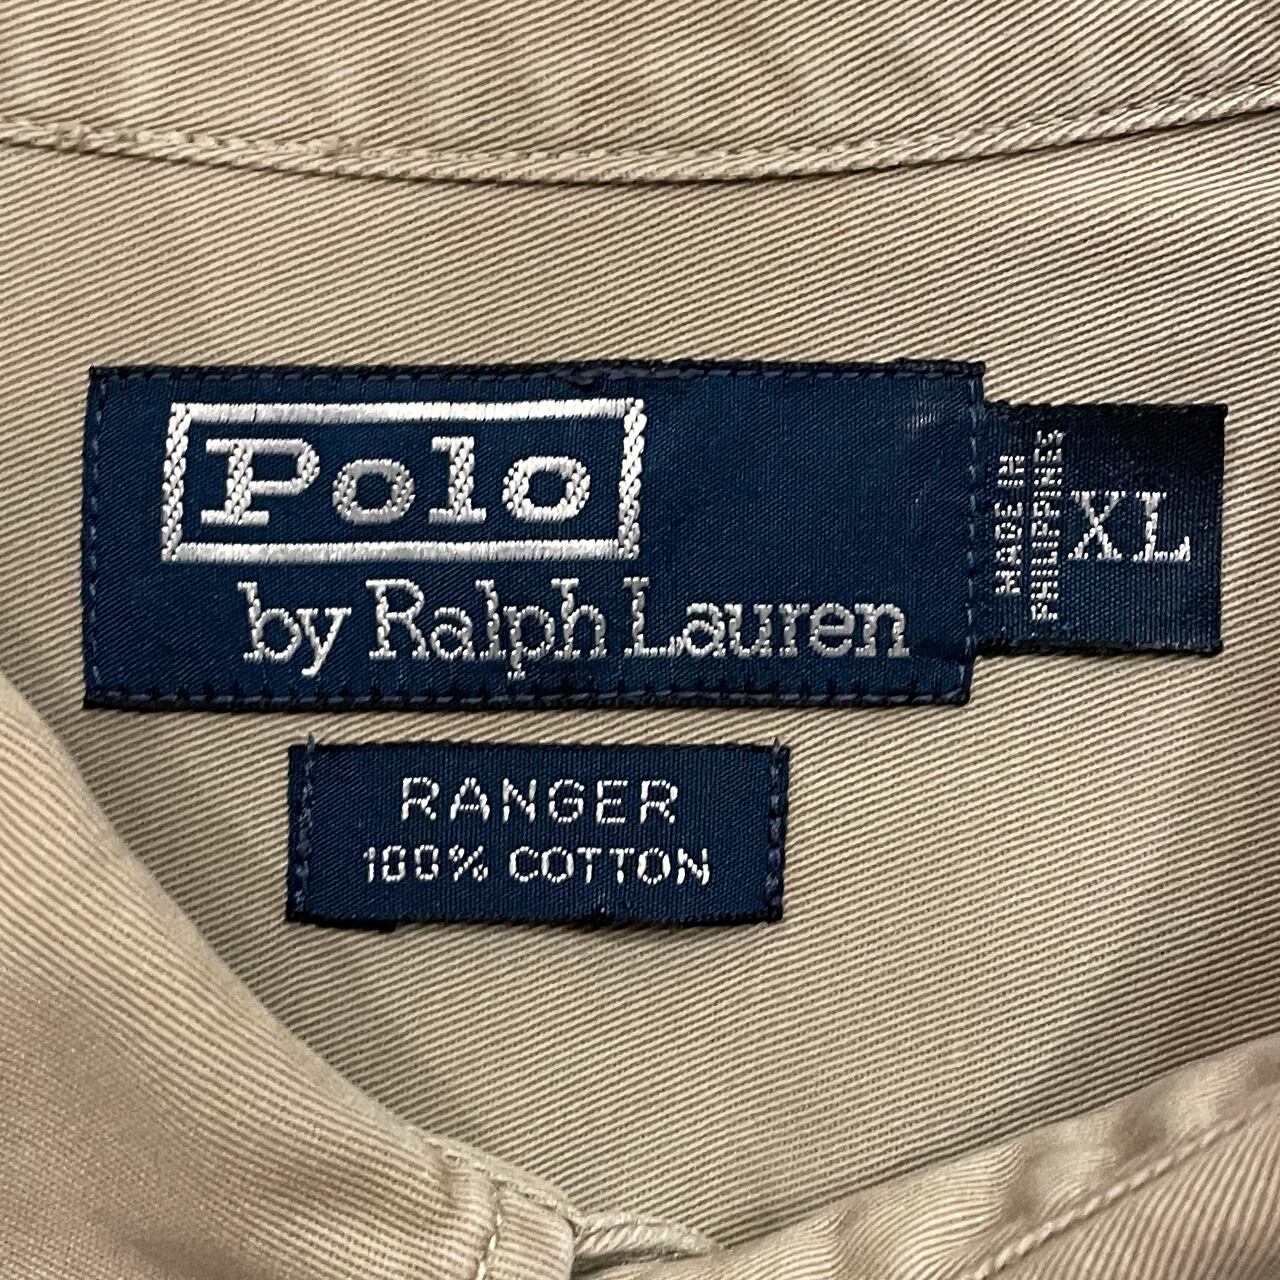 Polo
by Ralph Lauren
MADE IN
PHILIPPINES
XL
RANGER
100% COTTON